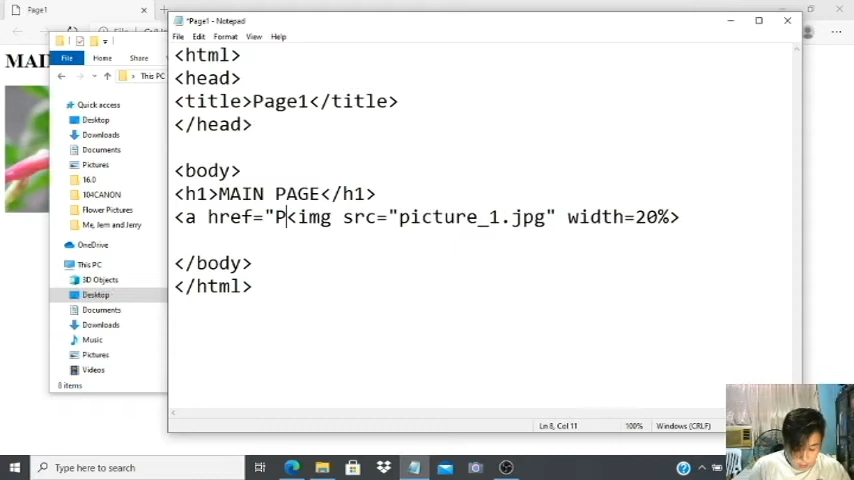 Page1
*Page1 - Notepad
File Edit Format View Help
<html>
<head>
<title>Page1</title>
</head>
<body>
<h1>MAIN PAGE</h1>
<a href="P<img src="picture_1.jpg" width=20%>
</body>
</html>
File Home Share
This PC
Quick access
Desktop
Downloads
Documents
Pictures
16.0
104CANON
Flower Pictures
Me, Jem and Jerry
OneDrive
This PC
3D Objects
Desktop
Documents
Downloads
Music
Pictures
Videos
8 items
Ln 8, Col 11 100% Windows (CRLF)
Type here to search